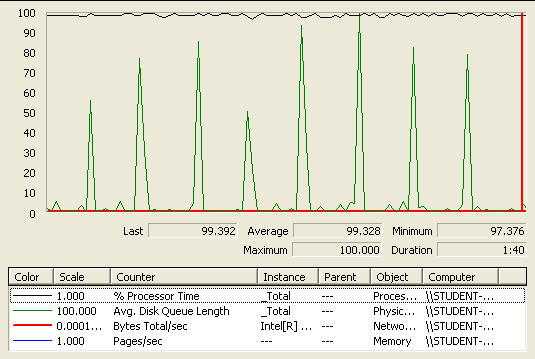 100
90
80
70
60
50
40
30
20
10
0
Last 99.392 Average 99.328 Minimum 97.376
Maximum 100.000 Duration 1:40
Color Scale Counter Instance Parent Object Computer
1.000 % Processor Time _Total --- Proces... \\STUDENT-...
100.000 Avg. Disk Queue Length _Total --- Physic... \\STUDENT-...
0.0001... Bytes Total/sec Intel[R] ... --- Netwo... \\STUDENT-...
1.000 Pages/sec --- --- Memory \\STUDENT-...